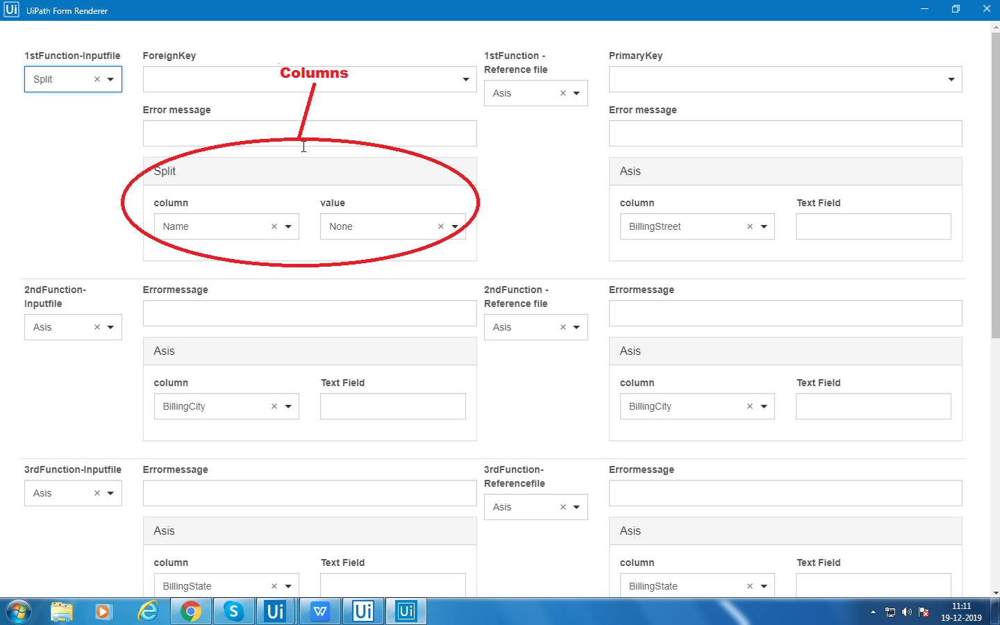 UiPath Form Renderer
1stFunction-Inputfile
ForeignKey
1stFunction -
Reference file
PrimaryKey
Split
Columns
Asis
Error message
Error message
Split
Asis
column
value
column
Text Field
Name
None
BillingStreet
2ndFunction-
Inputfile
Errormessage
2ndFunction -
Reference file
Errormessage
Asis
Asis
Asis
Asis
column
Text Field
column
Text Field
BillingCity
BillingCity
3rdFunction-Inputfile
Errormessage
3rdFunction-
Referencefile
Errormessage
Asis
Asis
Asis
Asis
column
Text Field
column
Text Field
BillingState
BillingState
11:11
19-12-2019